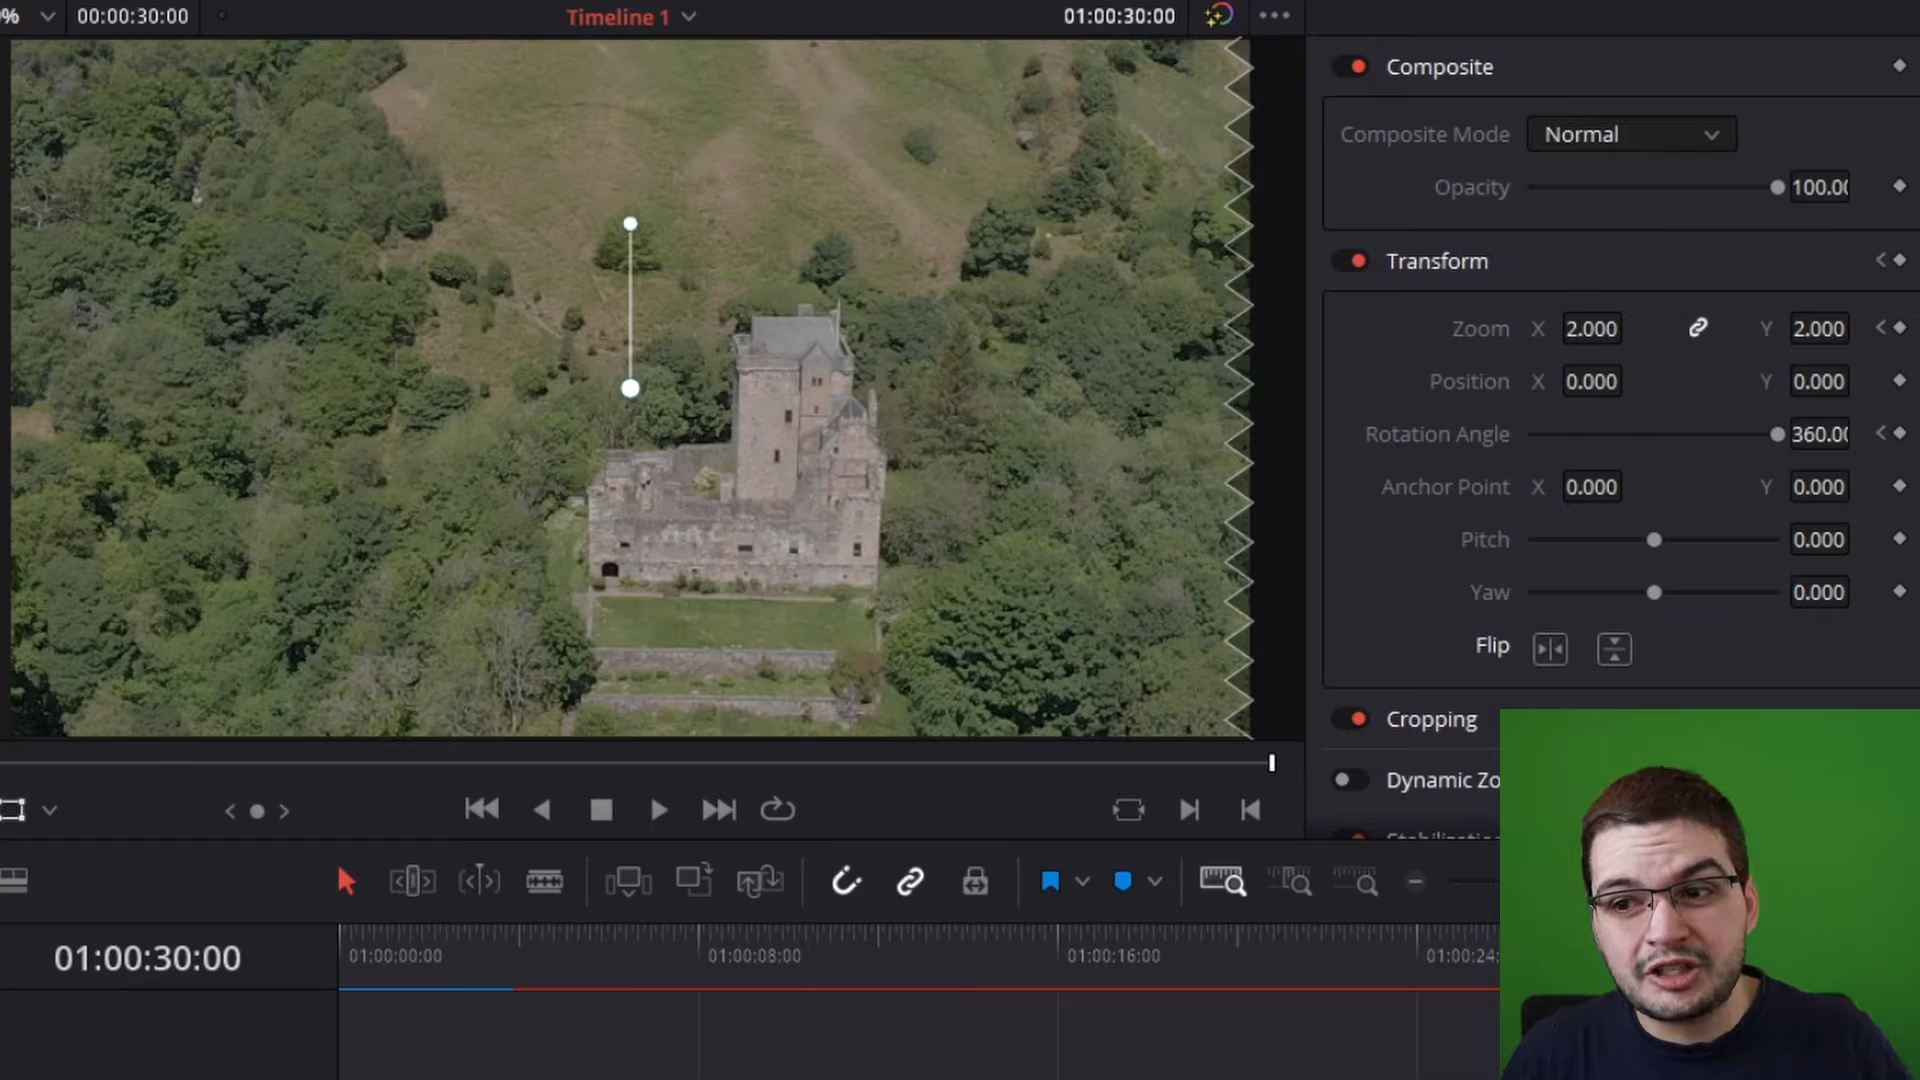 %
00:00:30:00
Timeline 1
01:00:30:00
Composite
Composite Mode
Normal
Opacity
100.00
Transform
Zoom X 2.000 Y 2.000
Position X 0.000 Y 0.000
Rotation Angle
360.00
Anchor Point X 0.000 Y 0.000
Pitch
0.000
Yaw
0.000
Flip
Cropping
Dynamic Zo
01:00:30:00
01:00:00:00
01:00:08:00
01:00:16:00
01:00:24: